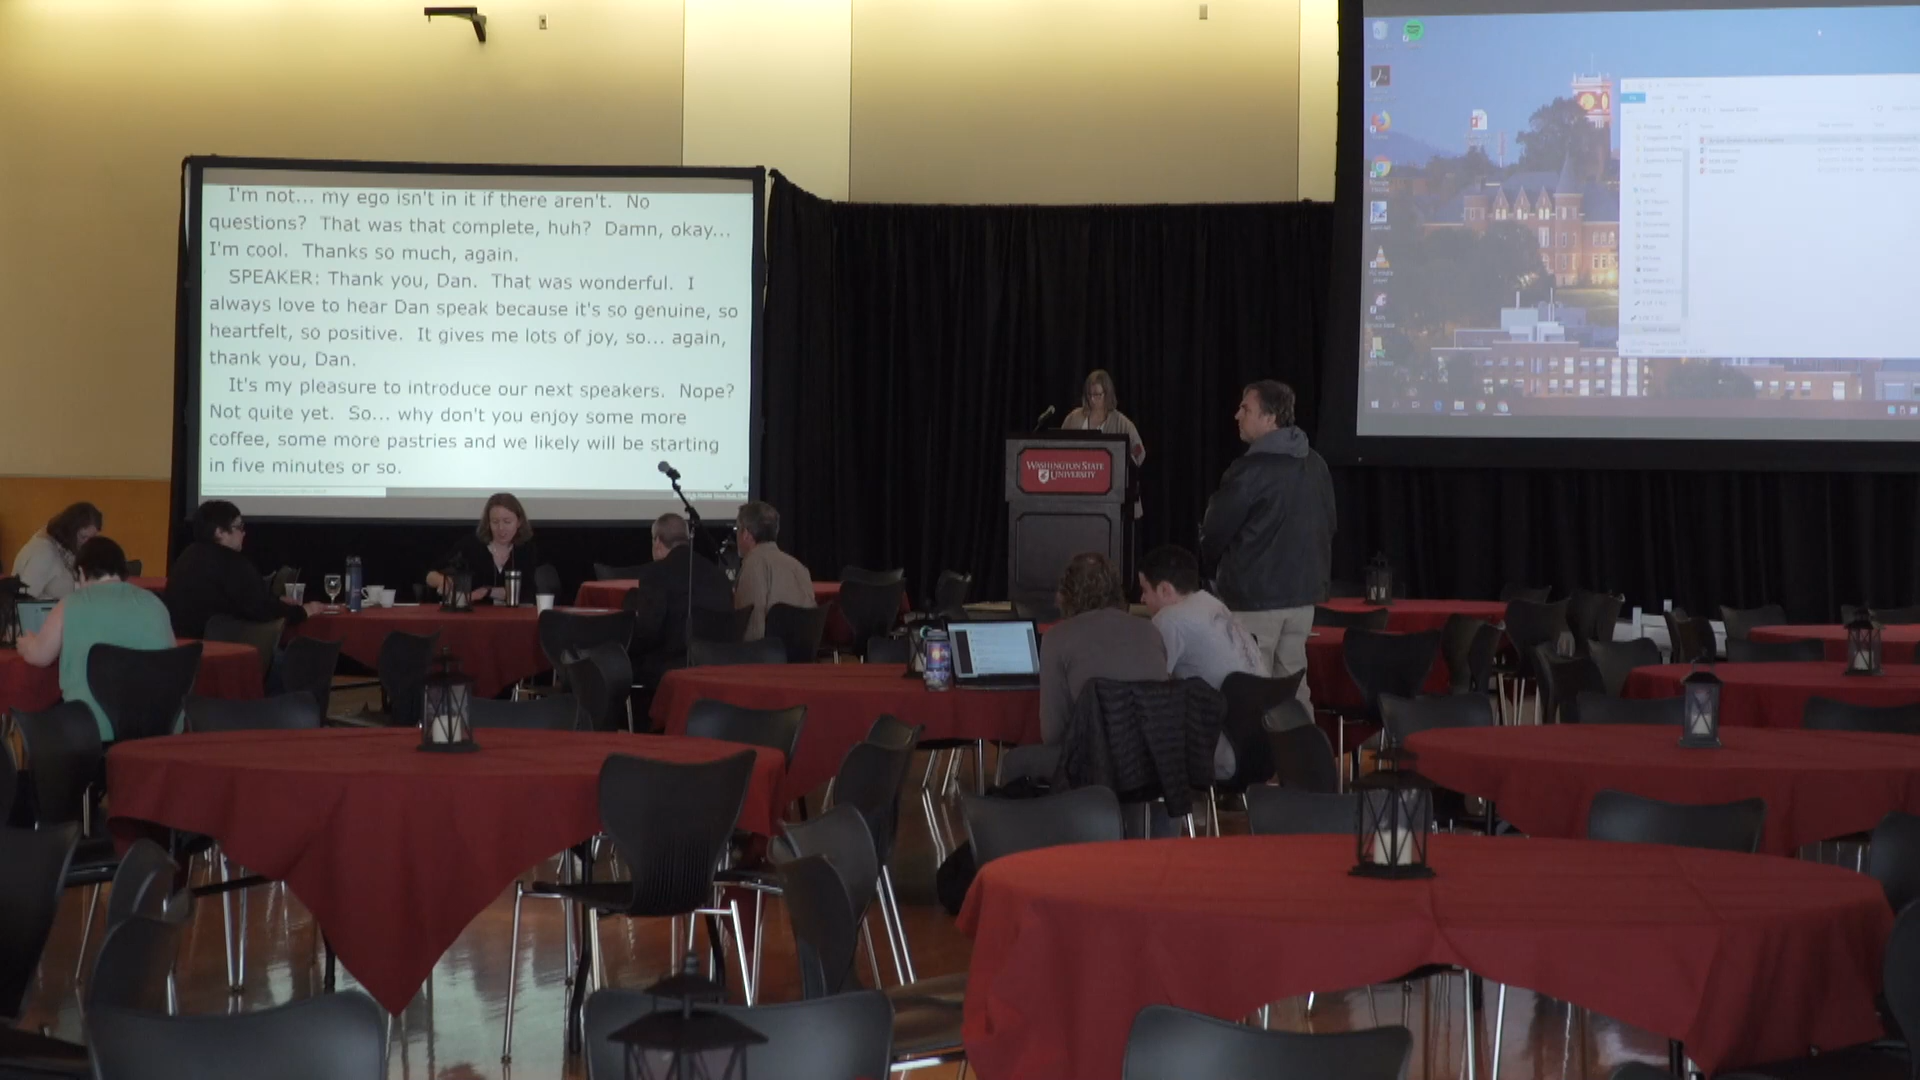 I'm not... my ego isn't in it if there aren't.  No
questions?  That was that complete, huh?  Damn, okay...
I'm cool.  Thanks so much, again.
SPEAKER: Thank you, Dan.  That was wonderful.  I
always love to hear Dan speak because it's so genuine, so
heartfelt, so positive.  It gives me lots of joy, so... again,
thank you, Dan.
It's my pleasure to introduce our next speakers.  Nope?
Not quite yet.  So... why don't you enjoy some more
coffee, some more pastries and we likely will be starting
in five minutes or so.
WASHINGTON STATE
UNIVERSITY